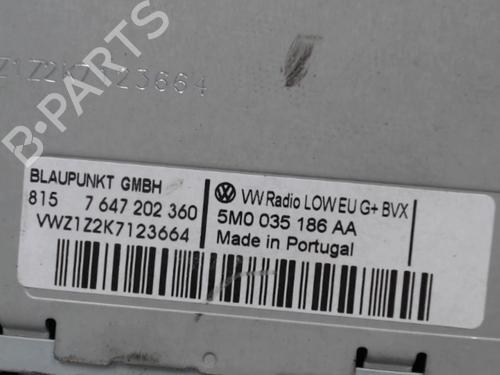 Z1Z2KZ7123664
B-PARTS
BLAUPUNKT GMBH
815 7 647 202 360
VWZ1Z2K7123664
VW Radio LOW EU G+ BVX
5M0 035 186 AA
Made in Portugal